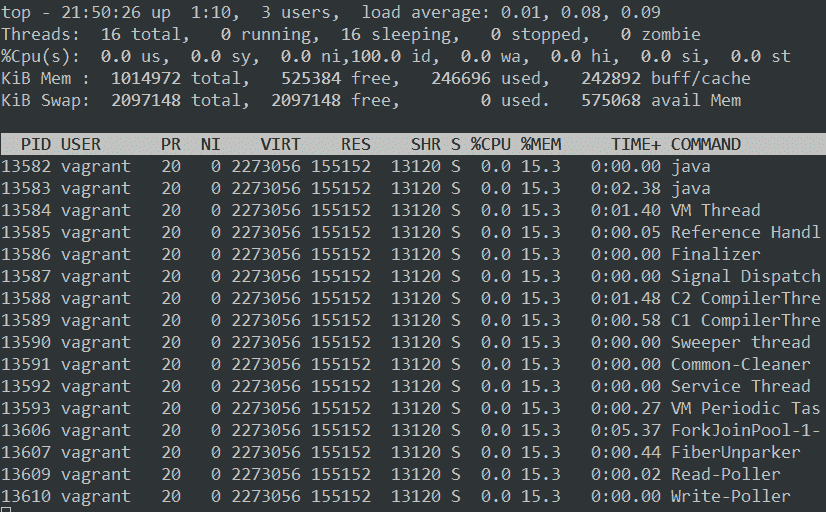 top - 21:50:26 up  1:10,  3 users,  load average: 0.01, 0.08, 0.09
Threads:  16 total,   0 running,  16 sleeping,   0 stopped,   0 zombie
%Cpu(s):  0.0 us,  0.0 sy,  0.0 ni,100.0 id,  0.0 wa,  0.0 hi,  0.0 si,  0.0 st
KiB Mem :  1014972 total,   525384 free,   246696 used,   242892 buff/cache
KiB Swap:  2097148 total,  2097148 free,        0 used.   575068 avail Mem
PID USER      PR  NI    VIRT    RES    SHR S %CPU %MEM     TIME+ COMMAND
13582 vagrant   20   0 2273056 155152  13120 S  0.0 15.3   0:00.00 java
13583 vagrant   20   0 2273056 155152  13120 S  0.0 15.3   0:02.38 java
13584 vagrant   20   0 2273056 155152  13120 S  0.0 15.3   0:01.40 VM Thread
13585 vagrant   20   0 2273056 155152  13120 S  0.0 15.3   0:00.05 Reference Handl
13586 vagrant   20   0 2273056 155152  13120 S  0.0 15.3   0:00.00 Finalizer
13587 vagrant   20   0 2273056 155152  13120 S  0.0 15.3   0:00.00 Signal Dispatch
13588 vagrant   20   0 2273056 155152  13120 S  0.0 15.3   0:01.48 C2 CompilerThre
13589 vagrant   20   0 2273056 155152  13120 S  0.0 15.3   0:00.58 C1 CompilerThre
13590 vagrant   20   0 2273056 155152  13120 S  0.0 15.3   0:00.00 Sweeper thread
13591 vagrant   20   0 2273056 155152  13120 S  0.0 15.3   0:00.00 Common-Cleaner
13592 vagrant   20   0 2273056 155152  13120 S  0.0 15.3   0:00.00 Service Thread
13593 vagrant   20   0 2273056 155152  13120 S  0.0 15.3   0:00.27 VM Periodic Tas
13606 vagrant   20   0 2273056 155152  13120 S  0.0 15.3   0:05.37 ForkJoinPool-1-
13607 vagrant   20   0 2273056 155152  13120 S  0.0 15.3   0:00.44 FiberUnparker
13609 vagrant   20   0 2273056 155152  13120 S  0.0 15.3   0:00.02 Read-Poller
13610 vagrant   20   0 2273056 155152  13120 S  0.0 15.3   0:00.00 Write-Poller